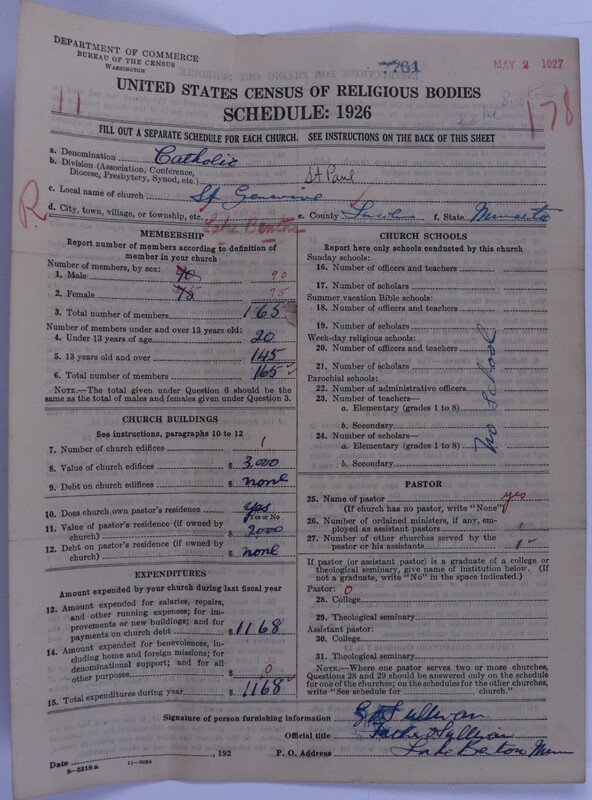 DEPARTMENT OF COMMERCE
BUREAU OF THE CENSUS
WASHINGTON
7761
MAY 2 1927
UNITED STATES CENSUS OF RELIGIOUS BODIES
SCHEDULE: 1926
11
178
FILL OUT A SEPARATE SCHEDULE FOR EACH CHURCH. SEE INSTRUCTIONS ON THE BACK OF THIS SHEET
a. Denomination Catholic
b. Division (Association, Conference,
Diocese, Presbytery, Synod, etc.) St Paul
c. Local name of church St Genevive
R
d. City, town, village, or township, etc. Lake Benton e. County Lincoln f. State Minnesota
MEMBERSHIP
Report number of members according to definition of
member in your church
Number of members, by sex:
1. Male 90 90
2. Female 75 75
3. Total number of members 165
Number of members under and over 13 years old:
4. Under 13 years of age 20
5. 13 years old and over 145
6. Total number of members 165
NOTE.—The total given under Question 6 should be
same as the total of males and females given under Question 3.
CHURCH BUILDINGS
See instructions, paragraphs 10 to 12
7. Number of church edifices 1
8. Value of church edifices $ 3,000
9. Debt on church edifices $ none
10. Does church own pastor's residence yes
Yes or No
11. Value of pastor's residence (if owned by
church) $ 2000
12. Debt on pastor's residence (if owned by
church) $ none
EXPENDITURES
Amount expended by your church during last fiscal year
13. Amount expended for salaries, repairs,
and other running expenses; for im-
provements or new buildings; and for
payments on church debt $ 1168
14. Amount expended for benevolences, in-
cluding home and foreign missions; for
denominational support; and for all
other purposes $ 0
15. Total expenditures during year $ 1168
CHURCH SCHOOLS
Report here only schools conducted by this church
Sunday schools:
16. Number of officers and teachers
17. Number of scholars
Summer vacation Bible schools:
18. Number of officers and teachers
19. Number of scholars
Week-day religious schools:
20. Number of officers and teachers
21. Number of scholars
Parochial schools:
22. Number of administrative officers
23. Number of teachers—
a. Elementary (grades 1 to 8)
b. Secondary
24. Number of scholars—
a. Elementary (grades 1 to 8)
b. Secondary
No School
PASTOR
25. Name of pastor yes
(If church has no pastor, write "None")
26. Number of ordained ministers, if any, em-
ployed as assistant pastors
27. Number of other churches served by the
pastor or his assistants 1
If pastor (or assistant pastor) is a graduate of a college or
theological seminary, give name of institution below. (If
not a graduate, write "No" in the space indicated.)
Pastor: 0
28. College
29. Theological seminary
Assistant pastor:
30. College
31. Theological seminary
NOTE.—Where one pastor serves two or more churches,
Questions 28 and 29 should be answered only on the schedule
for one of the churches; on the schedules for the other churches,
write "See schedule for church."
Signature of person furnishing information Sullivan
Official title Father Sullivan
Date , 192 P. O. Address Lake Benton Minn
8-5518a 11-9064